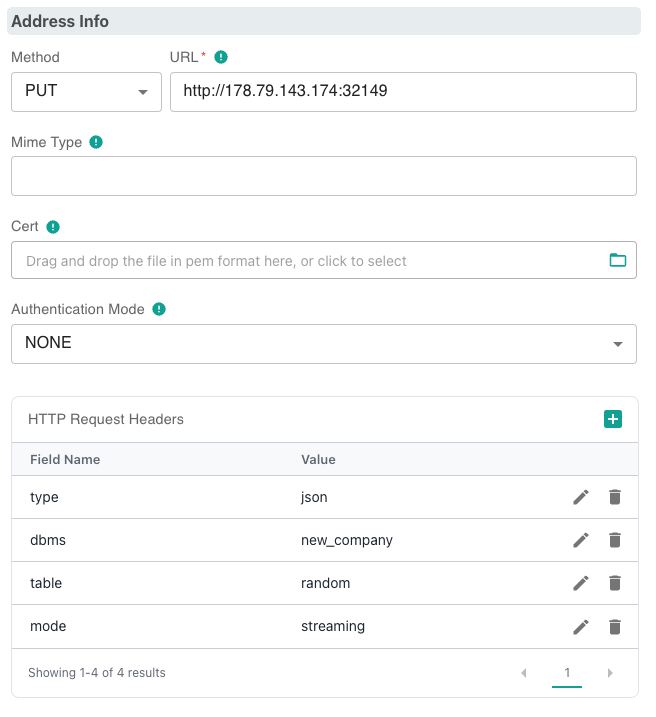 Address Info
Method URL*
PUT http://178.79.143.174:32149
Mime Type
Cert
Drag and drop the file in pem format here, or click to select
Authentication Mode
NONE
HTTP Request Headers
Field Name Value
type json
dbms new_company
table random
mode streaming
Showing 1-4 of 4 results 1